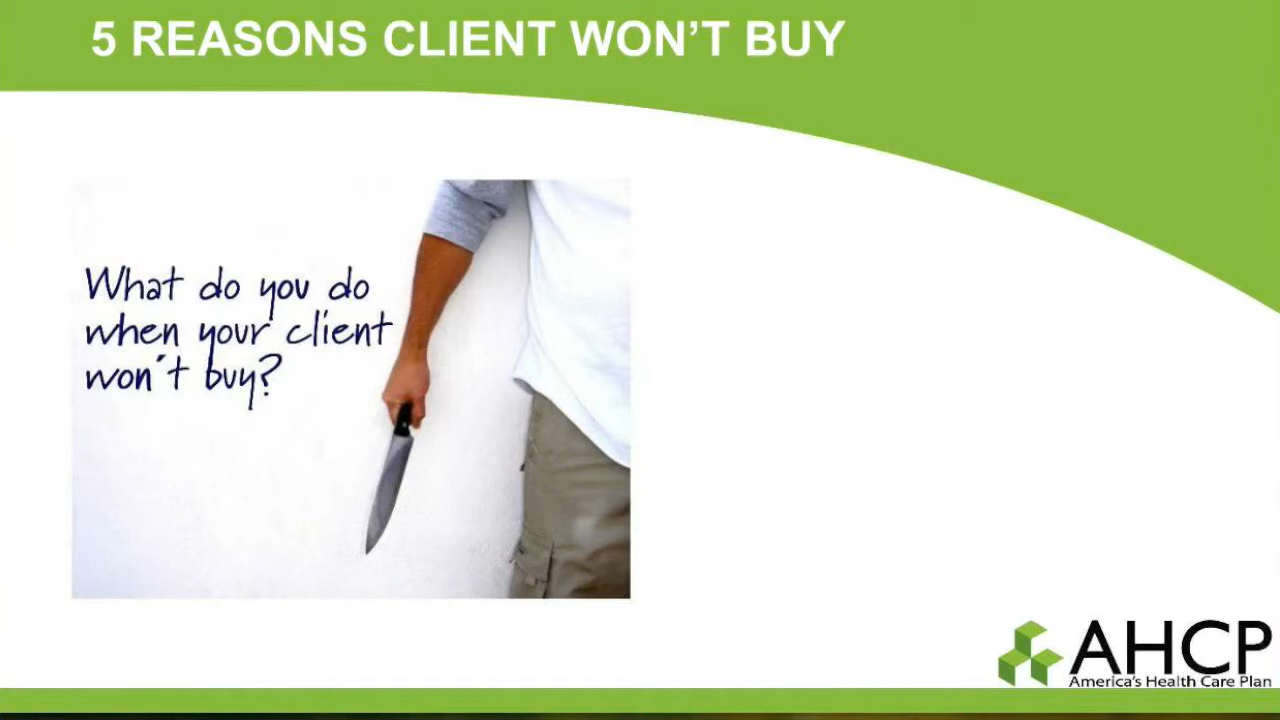 5 REASONS CLIENT WON’T BUY
What do you do
when your client
won't buy?
AHCP
America's Health Care Plan